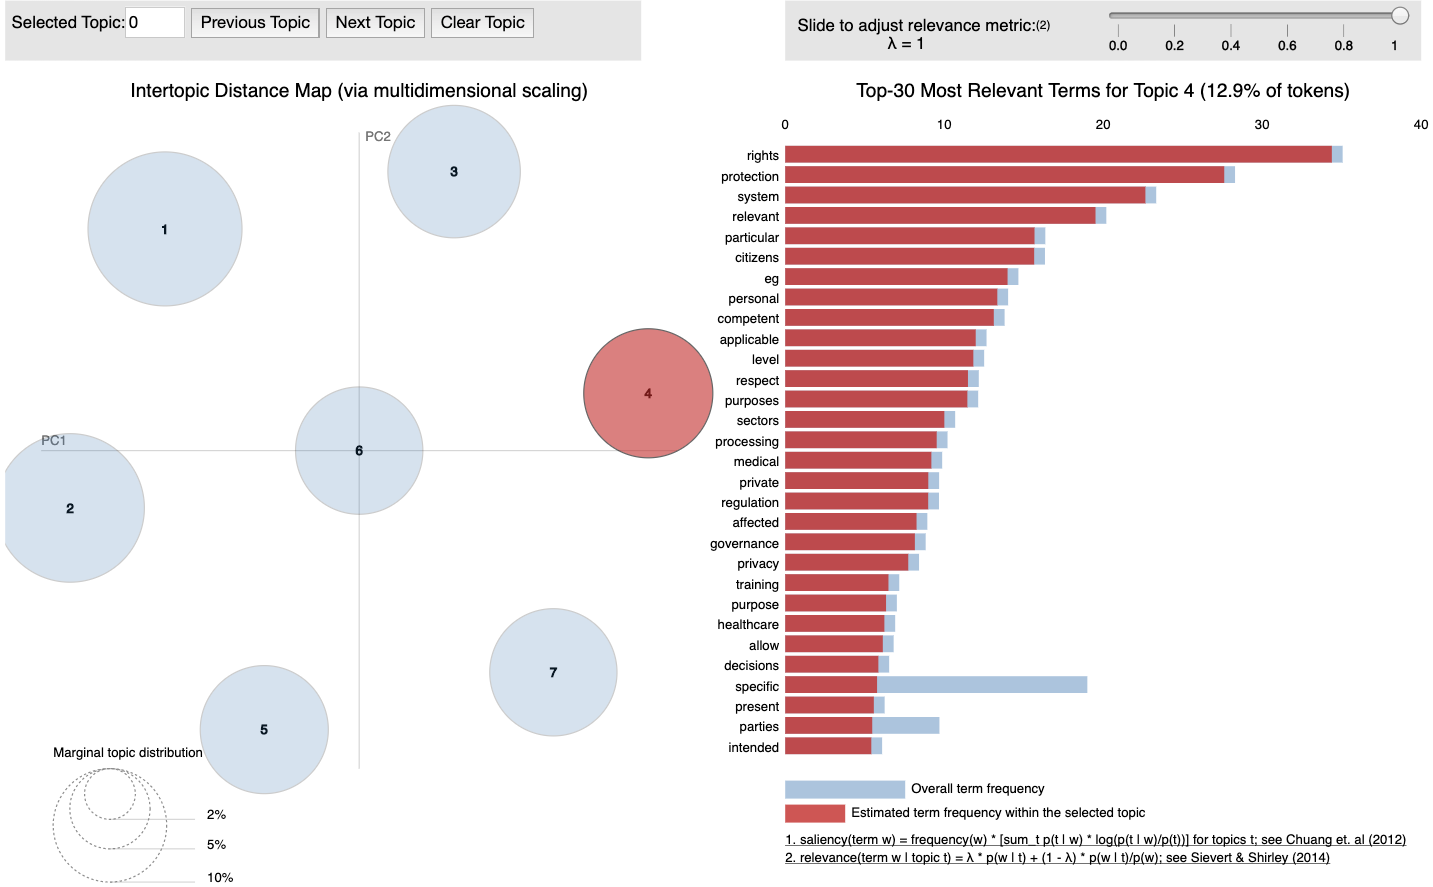 Selected Topic: 0 Previous Topic Next Topic Clear Topic
Slide to adjust relevance metric:(2)
λ = 1
0.0 0.2 0.4 0.6 0.8 1
Intertopic Distance Map (via multidimensional scaling)
PC2
PC1
1
2
3
4
5
6
7
Marginal topic distribution
2%
5%
10%
Top-30 Most Relevant Terms for Topic 4 (12.9% of tokens)
0 10 20 30 40
rights
protection
system
relevant
particular
citizens
eg
personal
competent
applicable
level
respect
purposes
sectors
processing
medical
private
regulation
affected
governance
privacy
training
purpose
healthcare
allow
decisions
specific
present
parties
intended
Overall term frequency
Estimated term frequency within the selected topic
1. saliency(term w) = frequency(w) * [sum_t p(t | w) * log(p(t | w)/p(t))] for topics t; see Chuang et. al (2012)
2. relevance(term w | topic t) = λ * p(w | t) + (1 - λ) * p(w | t)/p(w); see Sievert & Shirley (2014)